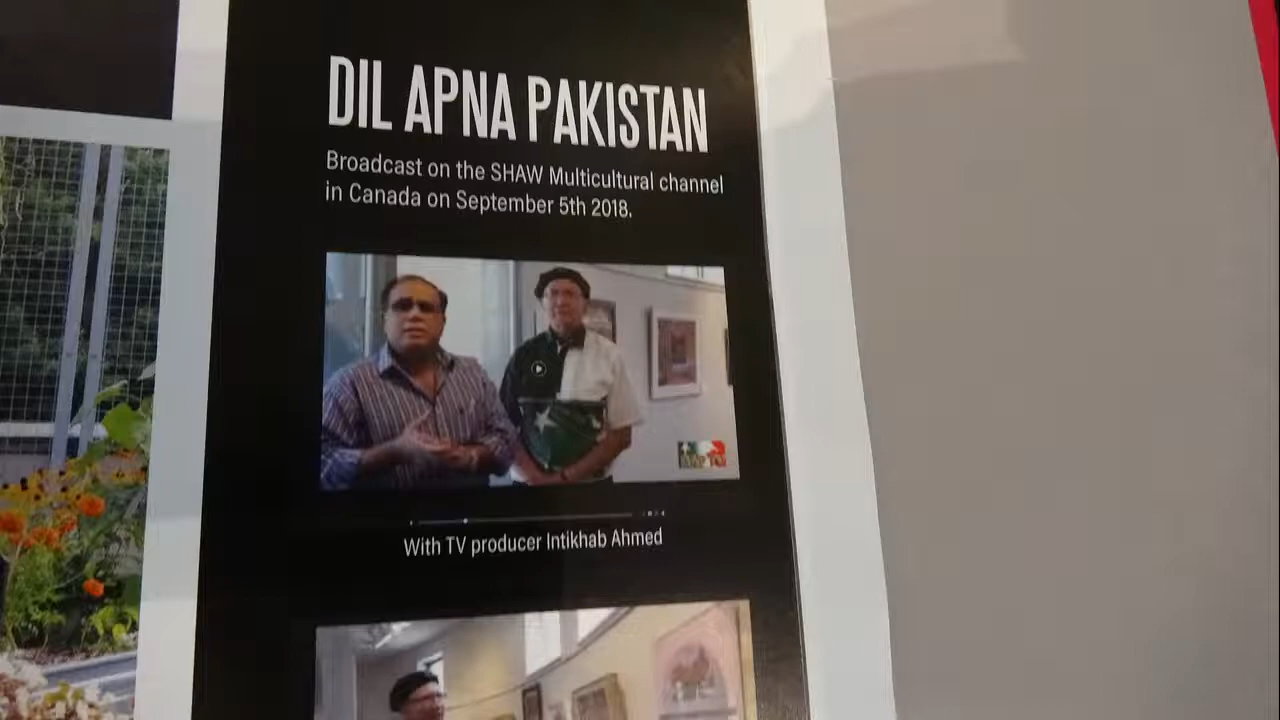 DIL APNA PAKISTAN
Broadcast on the SHAW Multicultural channel
in Canada on September 5th 2018.
With TV producer Intikhab Ahmed